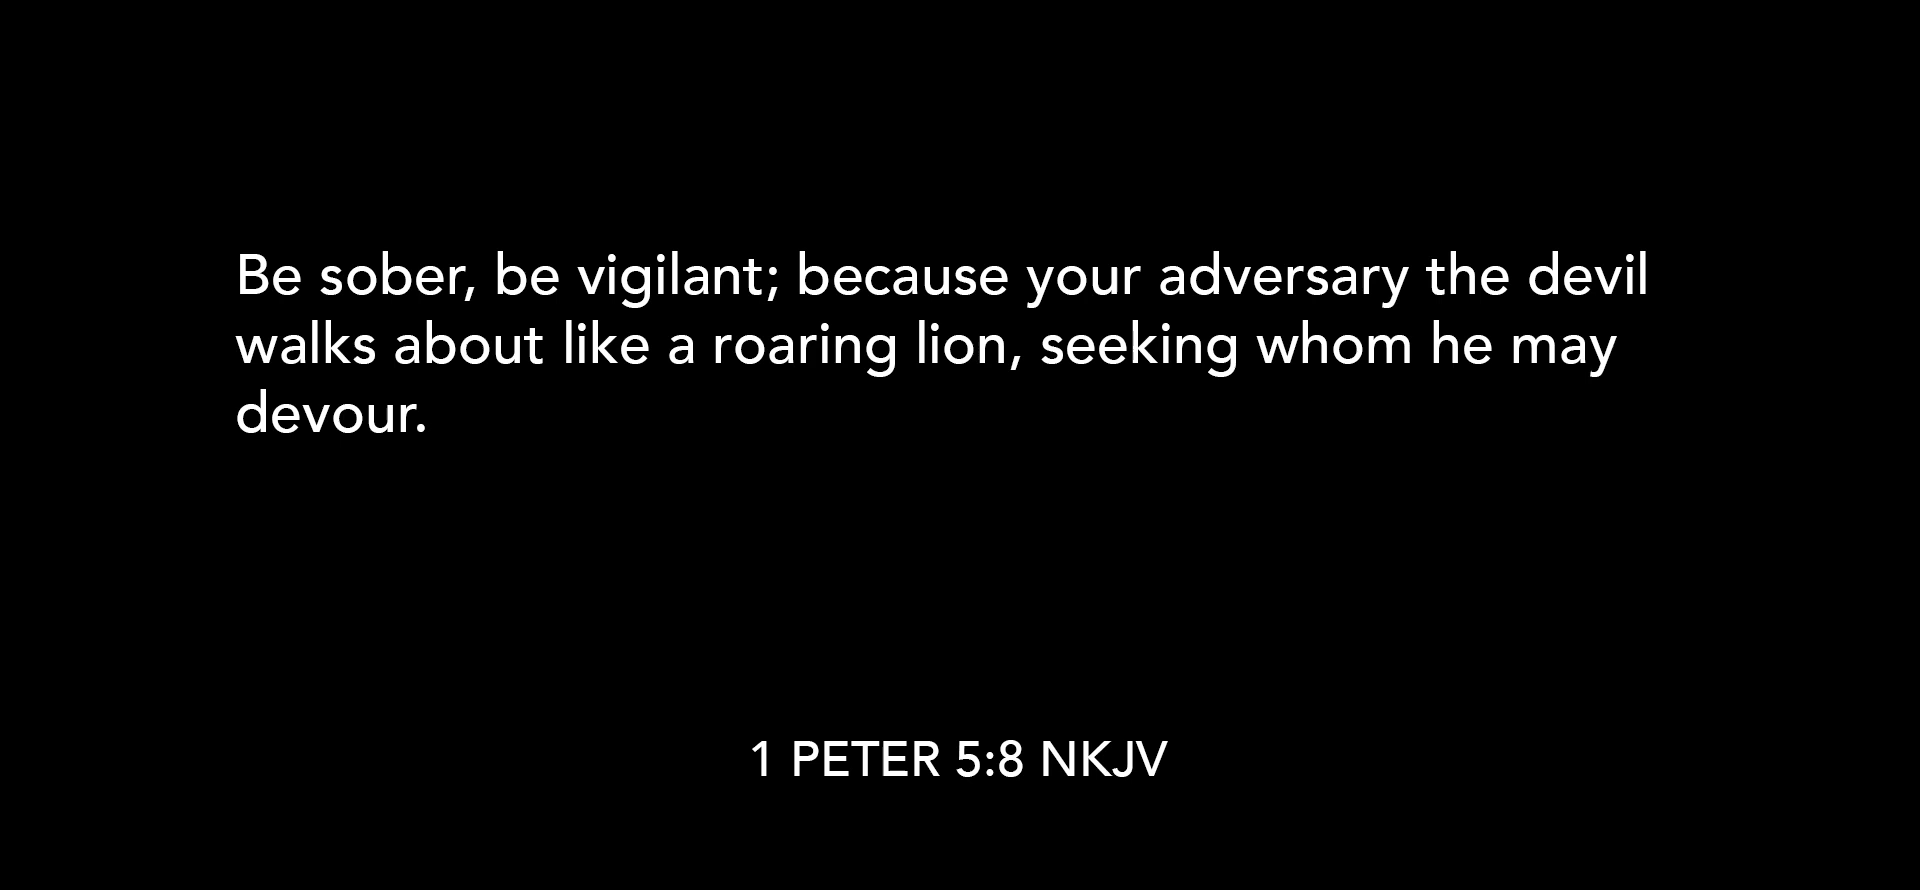 Be sober, be vigilant; because your adversary the devil
walks about like a roaring lion, seeking whom he may
devour.
1 PETER 5:8 NKJV